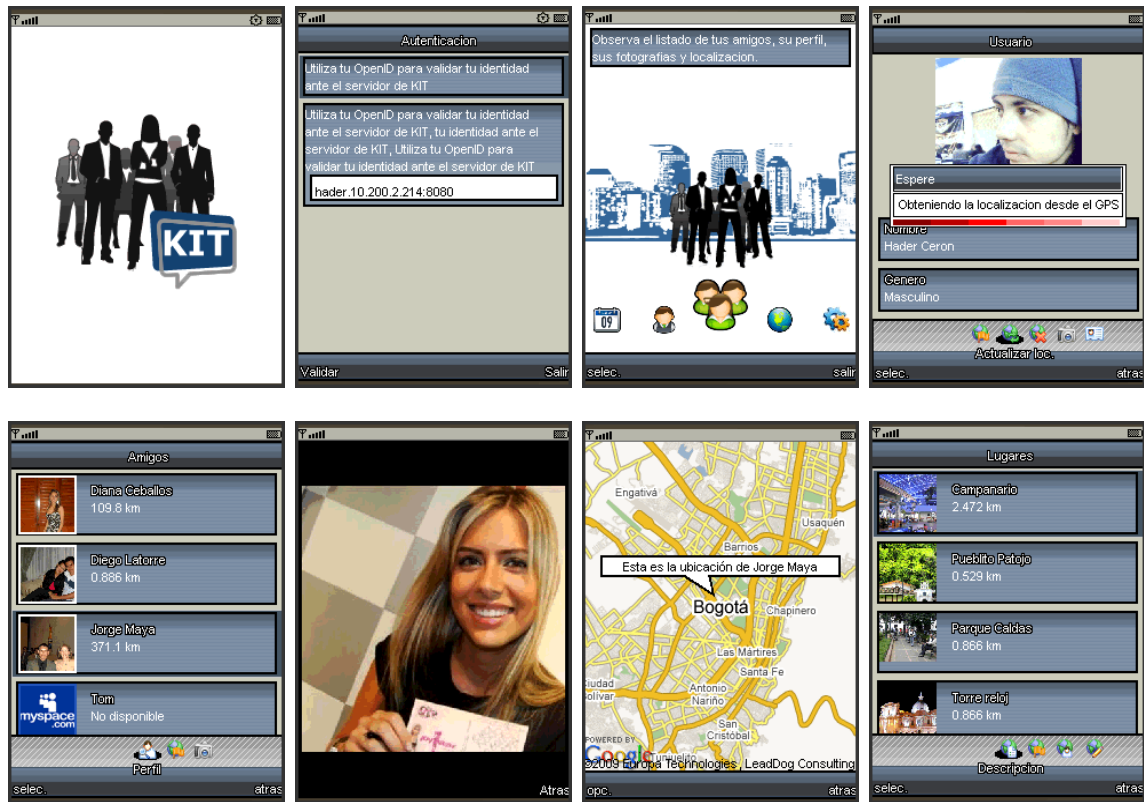 KIT
Autenticacion
Utiliza tu OpenID para validar tu identidad
ante el servidor de KIT
Utiliza tu OpenID para validar tu identidad
ante el servidor de KIT, tu identidad ante el
servidor de KIT, Utiliza tu OpenID para
validar tu identidad ante el servidor de KIT
hader.10.200.2.214:8080
Validar
Salir
Observa el listado de tus amigos, su perfil,
sus fotografias y localizacion.
09
selec.
salir
Usuario
Espere
Obteniendo la localizacion desde el GPS
Nombre
Hader Ceron
Genero
Masculino
Actualizar loc.
selec.
atras
Amigos
Diana Ceballos
109.8 km
Diego Latorre
0.886 km
Jorge Maya
371.1 km
myspace
.com
Tom
No disponible
Perfil
selec.
atras
Atras
Engativá
Usaquén
Barrios
Esta es la ubicación de Jorge Maya
Bogotá
Chapinero
Las Mártires
Santa Fe
Ciudad
Bolívar
Antonio
Nariño
San
Cristóbal
POWERED BY
Google
Tunjuelito
©2009 Europa Technologies, LeadDog Consulting
opc.
atras
Lugares
Campanario
2.472 km
Pueblito Patojo
0.529 km
Parque Caldas
0.866 km
Torre reloj
0.866 km
Descripcion
selec.
atras